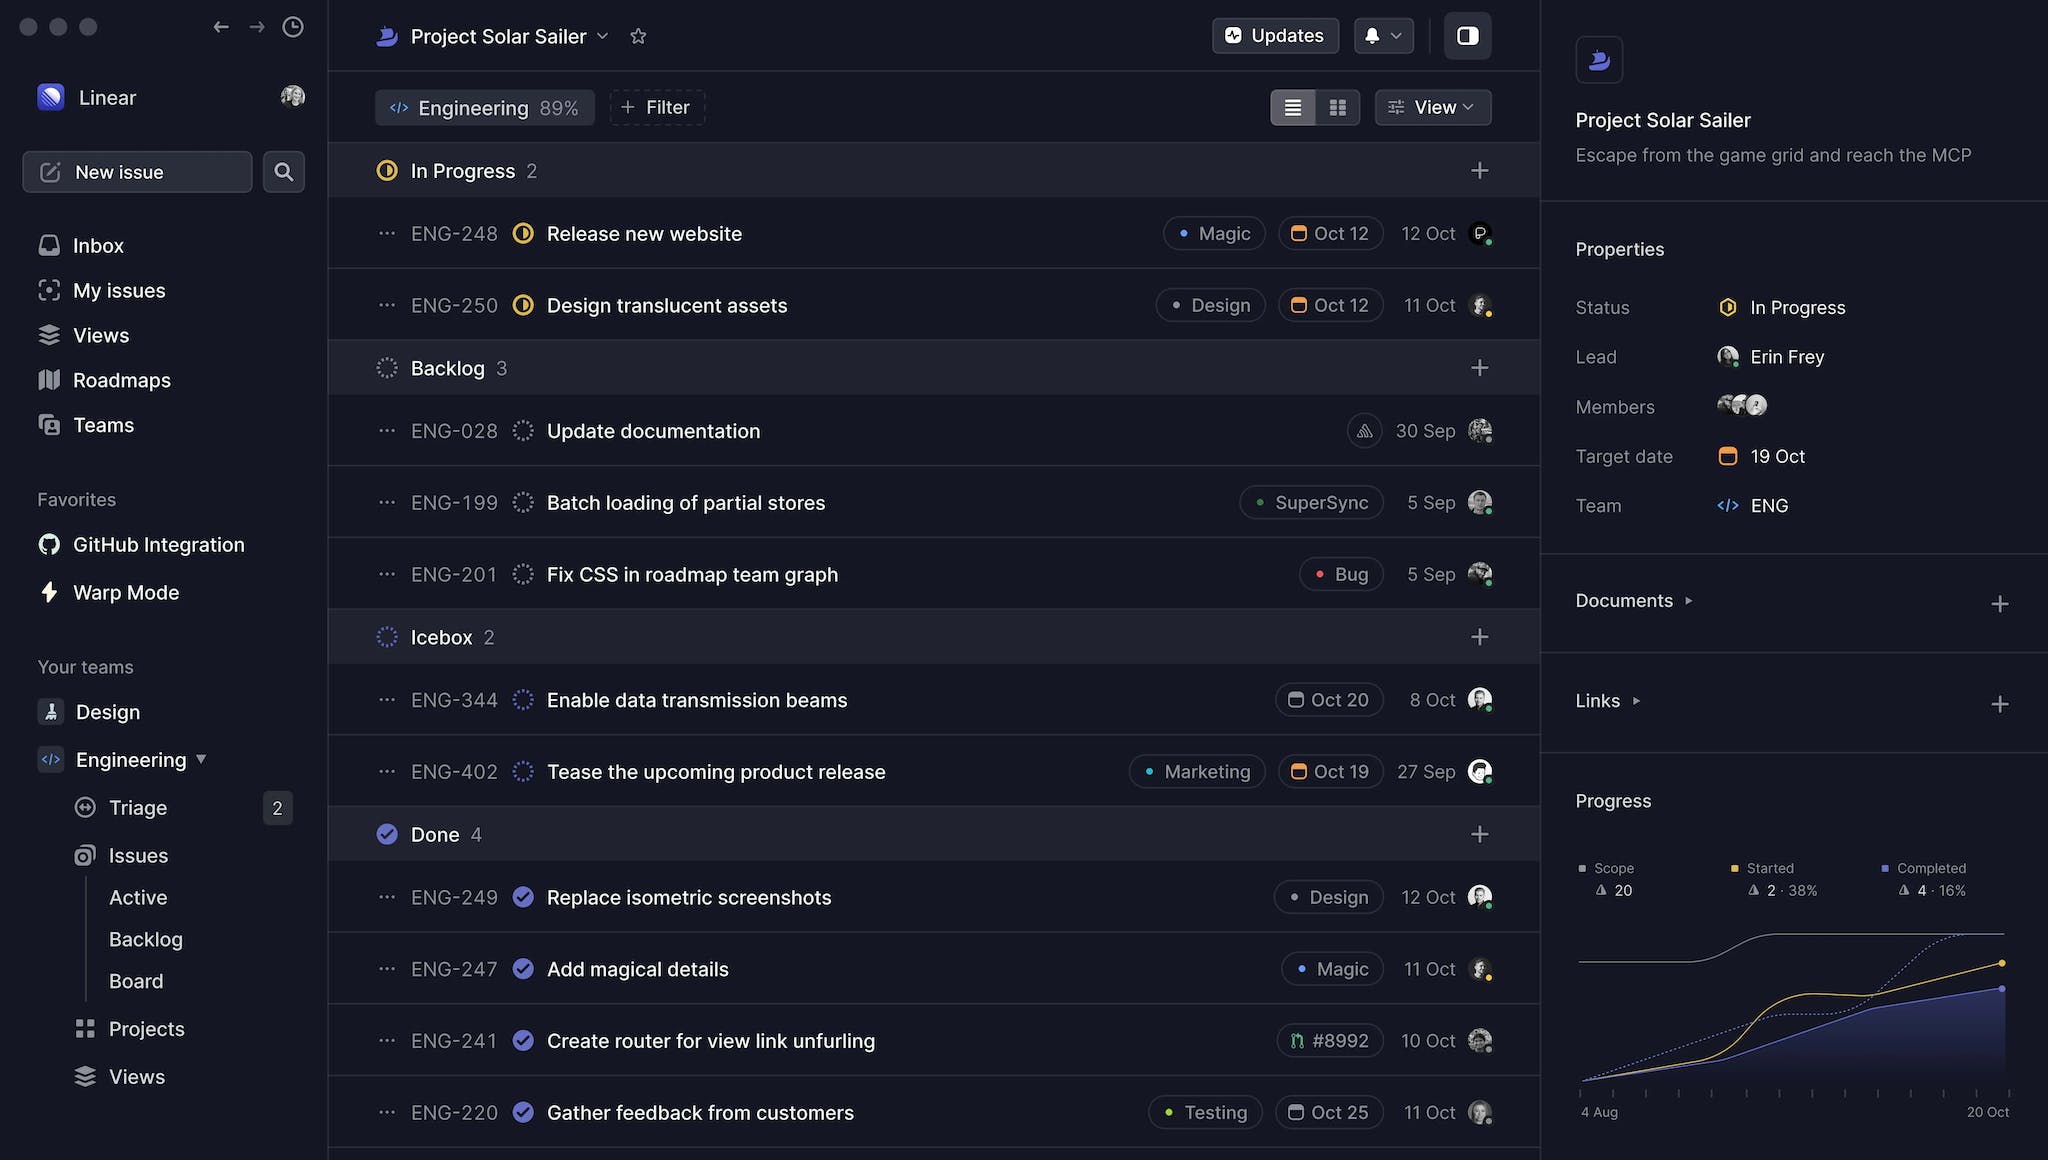 Linear
New issue
Inbox
My issues
Views
Roadmaps
Teams
Favorites
GitHub Integration
Warp Mode
Your teams
Design
Engineering
Triage 2
Issues
Active
Backlog
Board
Projects
Views
Project Solar Sailer
Updates
Engineering 89%
Filter
View
In Progress 2
ENG-248 Release new website Magic Oct 12 12 Oct
ENG-250 Design translucent assets Design Oct 12 11 Oct
Backlog 3
ENG-028 Update documentation 30 Sep
ENG-199 Batch loading of partial stores SuperSync 5 Sep
ENG-201 Fix CSS in roadmap team graph Bug 5 Sep
Icebox 2
ENG-344 Enable data transmission beams Oct 20 8 Oct
ENG-402 Tease the upcoming product release Marketing Oct 19 27 Sep
Done 4
ENG-249 Replace isometric screenshots Design 12 Oct
ENG-247 Add magical details Magic 11 Oct
ENG-241 Create router for view link unfurling #8992 10 Oct
ENG-220 Gather feedback from customers Testing Oct 25 11 Oct
Project Solar Sailer
Escape from the game grid and reach the MCP
Properties
Status In Progress
Lead Erin Frey
Members
Target date 19 Oct
Team ENG
Documents
Links
Progress
Scope Started Completed
20 2 · 38% 4 · 16%
4 Aug 20 Oct